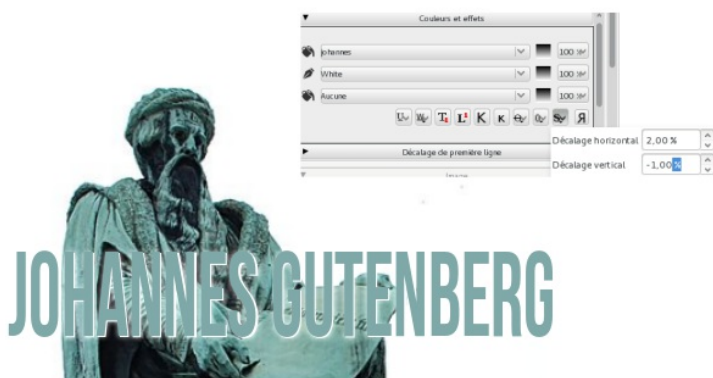 Couleurs et effets
Johannes
100 %
White
100 %
Aucune
100 %
Décalage horizontal 2,00 %
Décalage de première ligne
Décalage vertical -1,00 %
Image
JOHANNES GUTENBERG